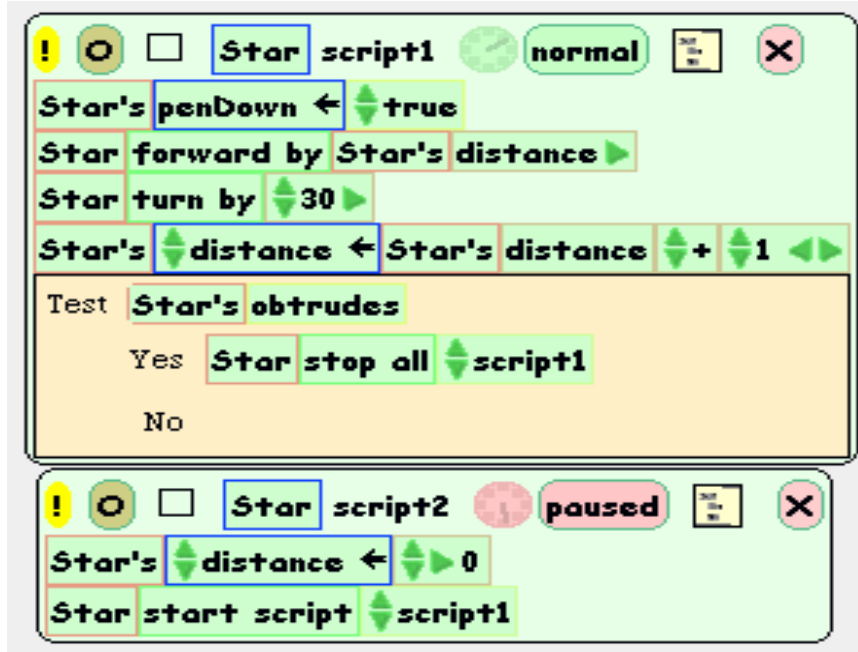 ! O Star script1 normal X
Star's penDown ← true
Star forward by Star's distance
Star turn by 30
Star's distance ← Star's distance + 1
Test Star's obtrudes
Yes Star stop all script1
No
! O Star script2 paused X
Star's distance ← 0
Star start script script1